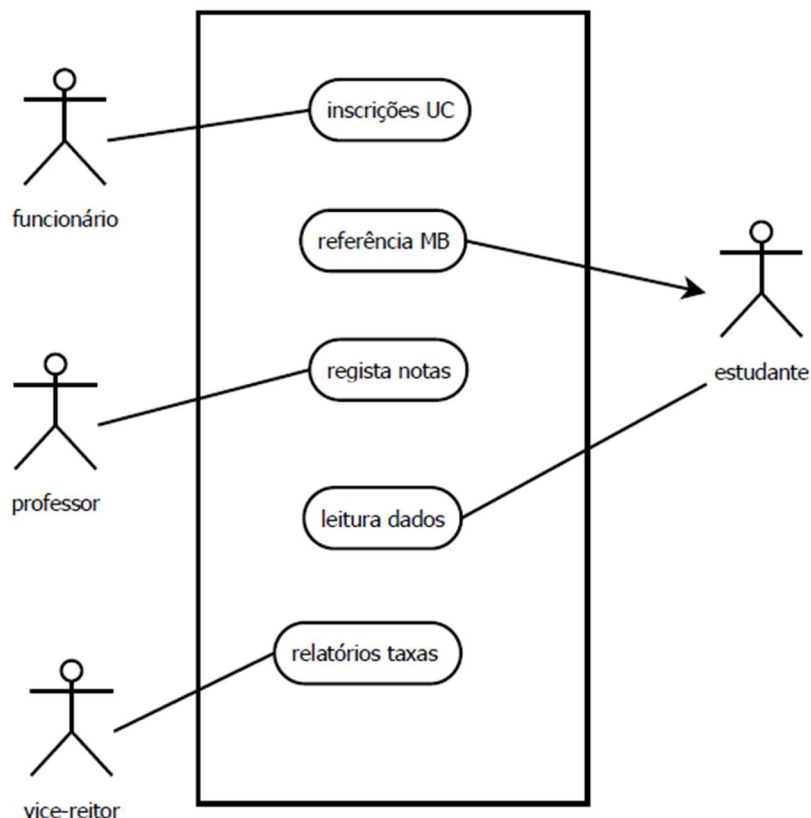 inscrições UC
funcionário
referência MB
estudante
regista notas
professor
leitura dados
relatórios taxas
vice-reitor